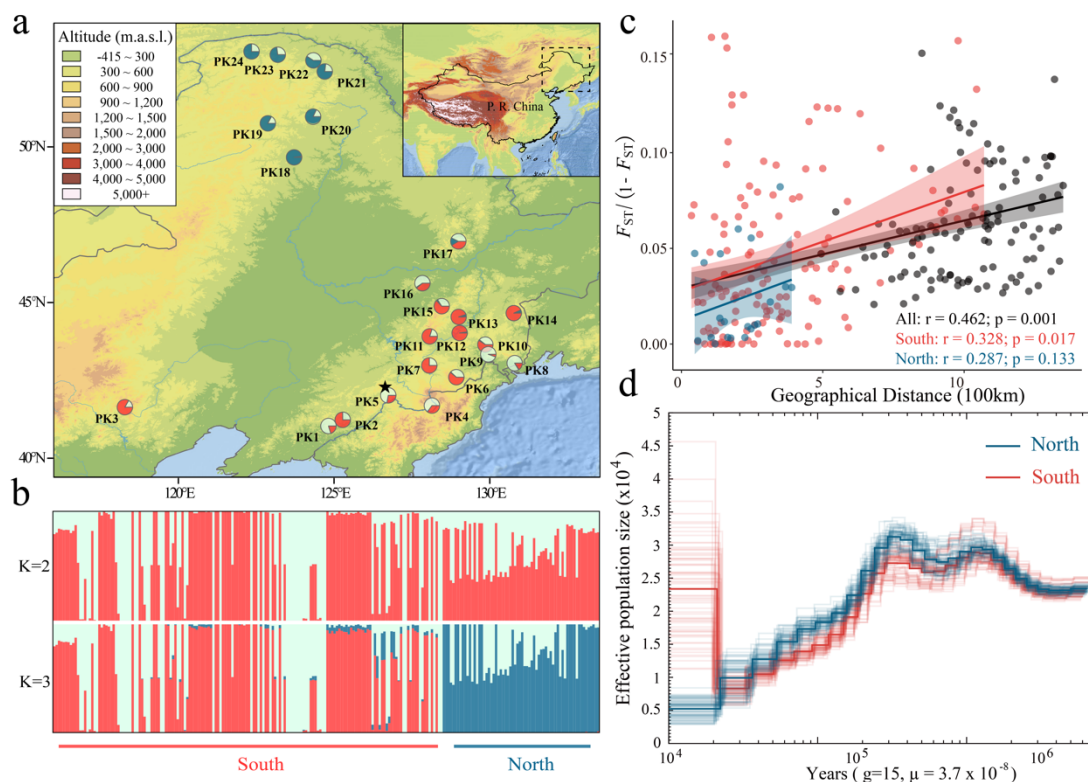 a
Altitude (m.a.s.l.)
-415 ~ 300
300 ~ 600
600 ~ 900
900 ~ 1,200
1,200 ~ 1,500
1,500 ~ 2,000
2,000 ~ 3,000
3,000 ~ 4,000
4,000 ~ 5,000
5,000+
P. R. China
PK24
PK23
PK22
PK21
PK19
PK20
PK18
PK17
PK16
PK15
PK13
PK14
PK11
PK12
PK10
PK9
PK8
PK7
PK6
PK5
PK4
PK3
PK2
PK1
50°N
45°N
40°N
120°E
125°E
130°E
b
K=2
K=3
South
North
c
FST / (1 - FST)
0.15
0.10
0.05
0.00
All: r = 0.462; p = 0.001
South: r = 0.328; p = 0.017
North: r = 0.287; p = 0.133
0
5
10
Geographical Distance (100km)
d
Effective population size (x10⁴)
5
4.5
4
3.5
3
2.5
2
1.5
1
0.5
0
North
South
10⁴
10⁵
10⁶
Years ( g=15, μ = 3.7 x 10⁻⁸)